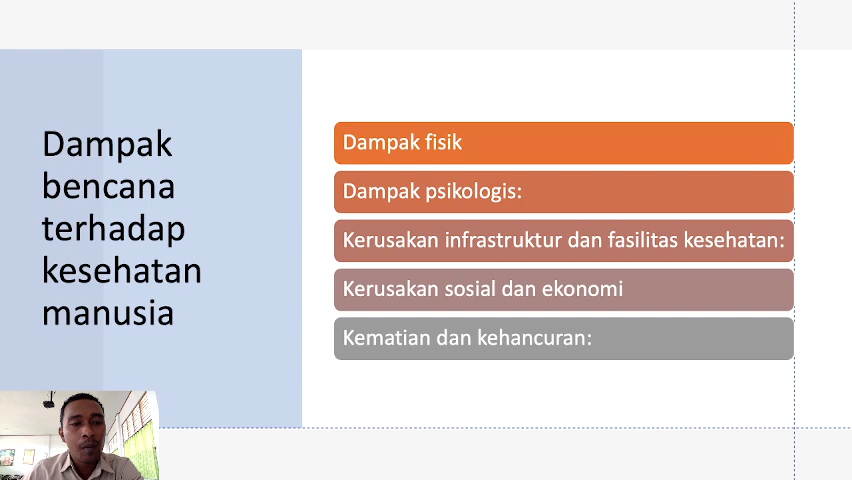 Dampak
bencana
terhadap
kesehatan
manusia
Dampak fisik
Dampak psikologis:
Kerusakan infrastruktur dan fasilitas kesehatan:
Kerusakan sosial dan ekonomi
Kematian dan kehancuran: